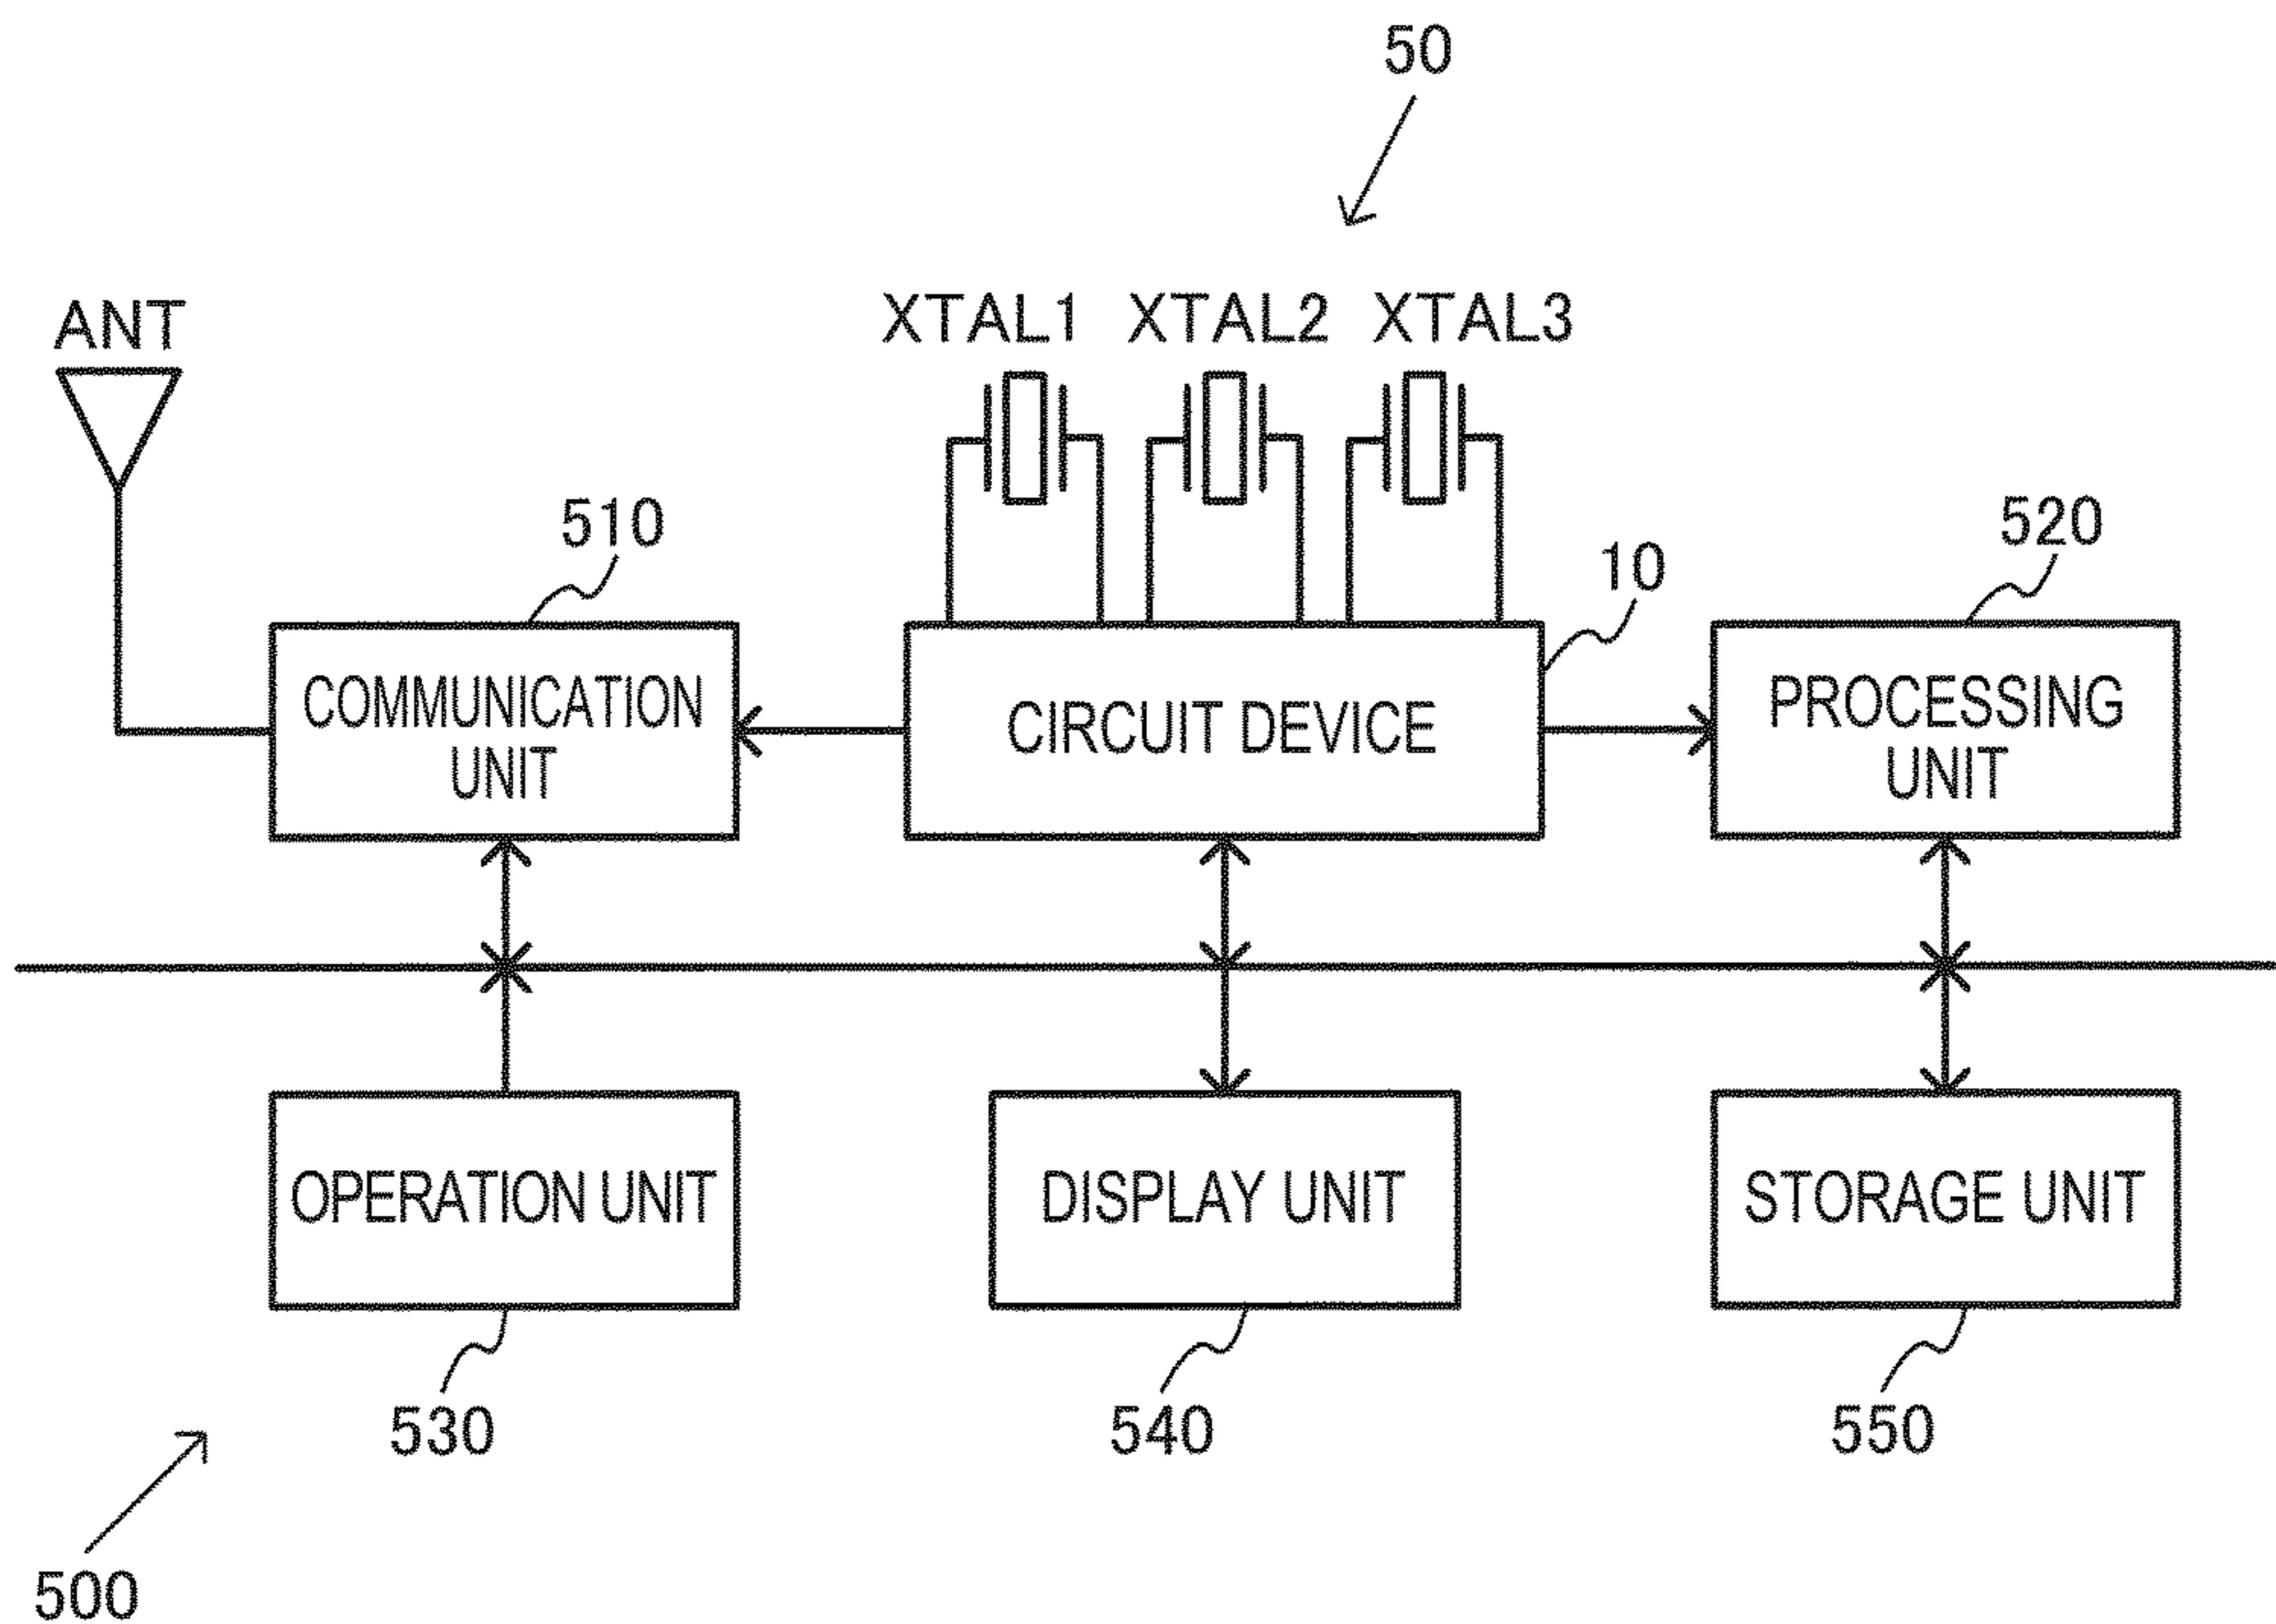 50
ANT
XTAL1 XTAL2 XTAL3
510
10
520
COMMUNICATION
UNIT
CIRCUIT DEVICE
PROCESSING
UNIT
OPERATION UNIT
DISPLAY UNIT
STORAGE UNIT
530
540
550
500